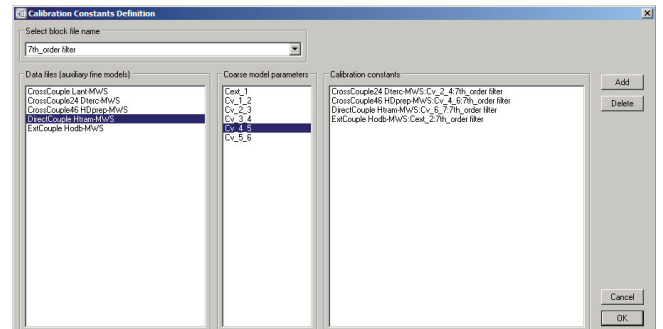 Calibration Constants Definition
Select block file name
7th_order filter
Data files (auxiliary fine models)
CrossCouple Lant-MWS
CrossCouple24 Dterc-MWS
CrossCouple46 HDprep-MWS
DirectCouple Htram-MWS
ExtCouple Hodb-MWS
Coarse model parameters
Cext_1
Cv_1_2
Cv_2_3
Cv_3_4
Cv_4_5
Cv_5_6
Calibration constants
CrossCouple24 Dterc-MWS:Cv_2_4:7th_order filter
CrossCouple46 HDprep-MWS:Cv_4_6:7th_order filter
DirectCouple Htram-MWS:Cv_6_7:7th_order filter
ExtCouple Hodb-MWS:Cext_2:7th_order filter
Add
Delete
Cancel
OK